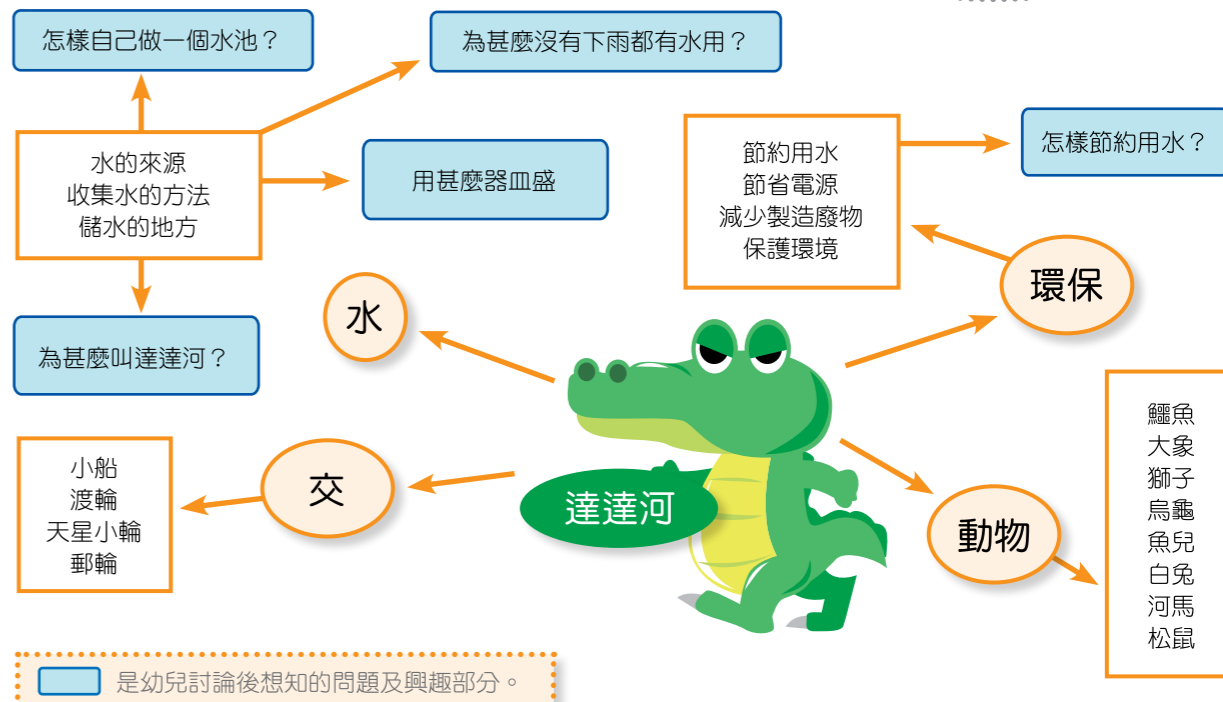 怎樣自己做一個水池？
為甚麼沒有下雨都有水用？
水的來源
收集水的方法
儲水的地方
用甚麼器皿盛
為甚麼叫達達河？
節約用水
節省電源
減少製造廢物
保護環境
怎樣節約用水？
水
環保
交
小船
渡輪
天星小輪
郵輪
達達河
動物
鱷魚
大象
獅子
烏龜
魚兒
白兔
河馬
松鼠
是幼兒討論後想知的問題及興趣部分。